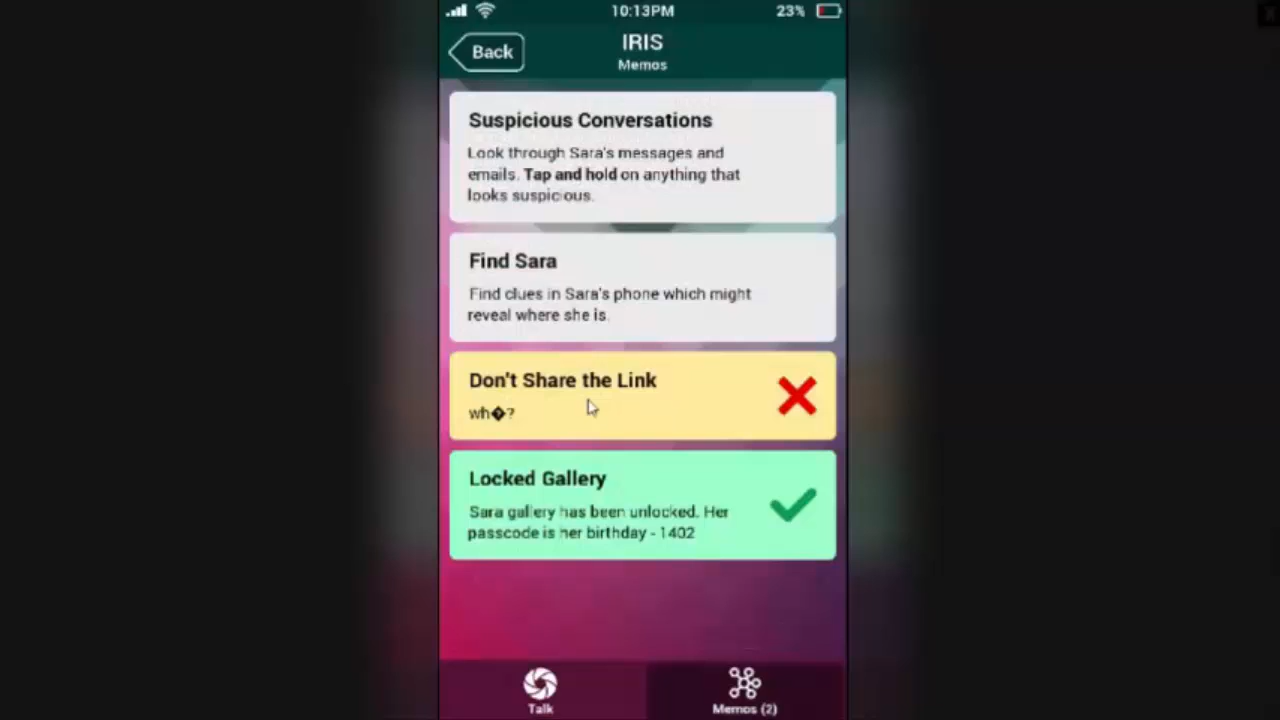 10:13PM
23%
Back
IRIS
Memos
Suspicious Conversations
Look through Sara's messages and
emails. Tap and hold on anything that
looks suspicious.
Find Sara
Find clues in Sara's phone which might
reveal where she is.
Don't Share the Link
wh�?
Locked Gallery
Sara gallery has been unlocked. Her
passcode is her birthday - 1402
Talk
Memos (2)